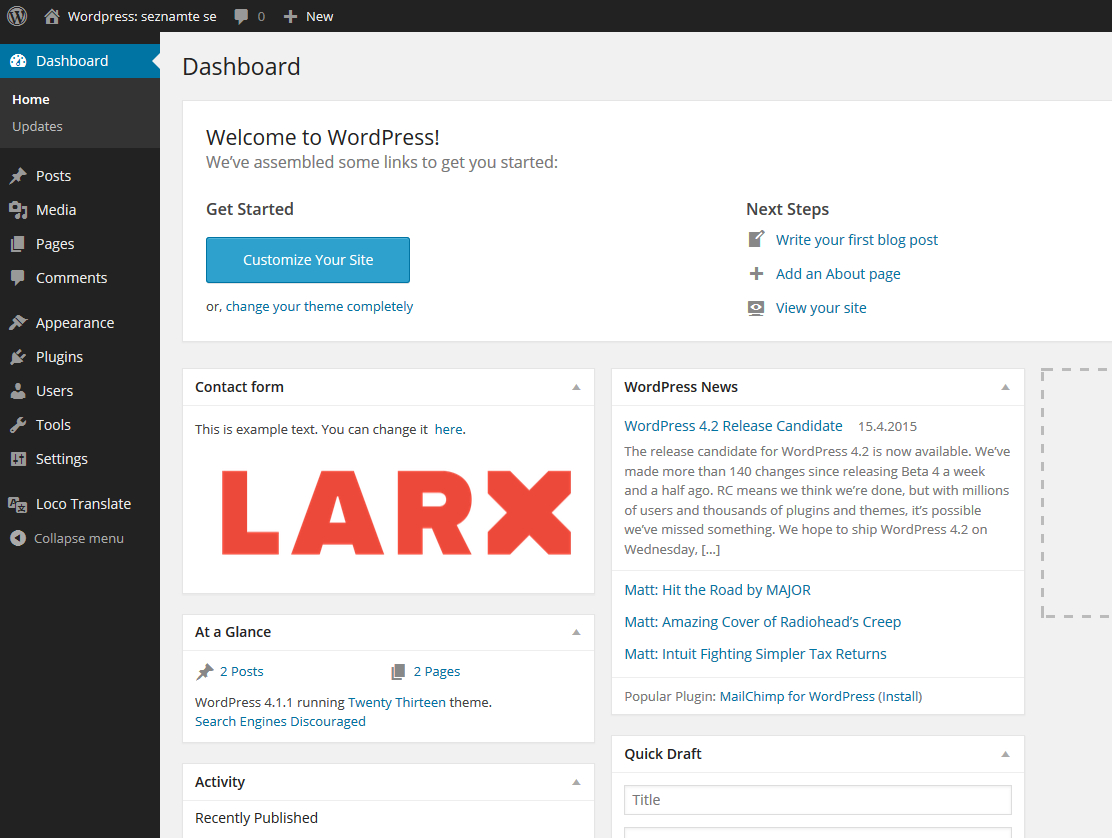 Wordpress: seznamte se 0 New
Dashboard
Home
Updates
Posts
Media
Pages
Comments
Appearance
Plugins
Users
Tools
Settings
Loco Translate
Collapse menu
Dashboard
Welcome to WordPress!
We've assembled some links to get you started:
Get Started
Customize Your Site
or, change your theme completely
Next Steps
Write your first blog post
Add an About page
View your site
Contact form
This is example text. You can change it here.
LARX
At a Glance
2 Posts 2 Pages
WordPress 4.1.1 running Twenty Thirteen theme.
Search Engines Discouraged
Activity
Recently Published
WordPress News
WordPress 4.2 Release Candidate 15.4.2015
The release candidate for WordPress 4.2 is now available. We've
made more than 140 changes since releasing Beta 4 a week
and a half ago. RC means we think we're done, but with millions
of users and thousands of plugins and themes, it's possible
we've missed something. We hope to ship WordPress 4.2 on
Wednesday, […]
Matt: Hit the Road by MAJOR
Matt: Amazing Cover of Radiohead's Creep
Matt: Intuit Fighting Simpler Tax Returns
Popular Plugin: MailChimp for WordPress (Install)
Quick Draft
Title